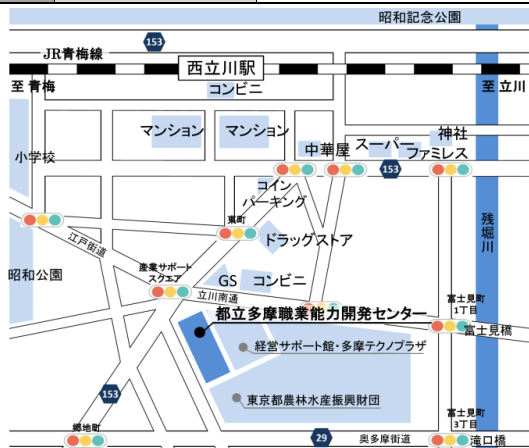 昭和記念公園
153
JR青梅線
西立川駅
至 青梅
コンビニ
至 立川
マンション
マンション
中華屋
スーパー
神社
ファミレス
小学校
153
コイン
パーキング
残堀川
東町
ドラッグストア
江戸街道
産業サポート
スクエア
昭和公園
GS
コンビニ
立川南通
富士見町
1丁目
都立多摩職業能力開発センター
富士見橋
経営サポート館・多摩テクノプラザ
153
東京都農林水産振興財団
富士見町
3丁目
郷地町
29
奥多摩街道
滝口橋